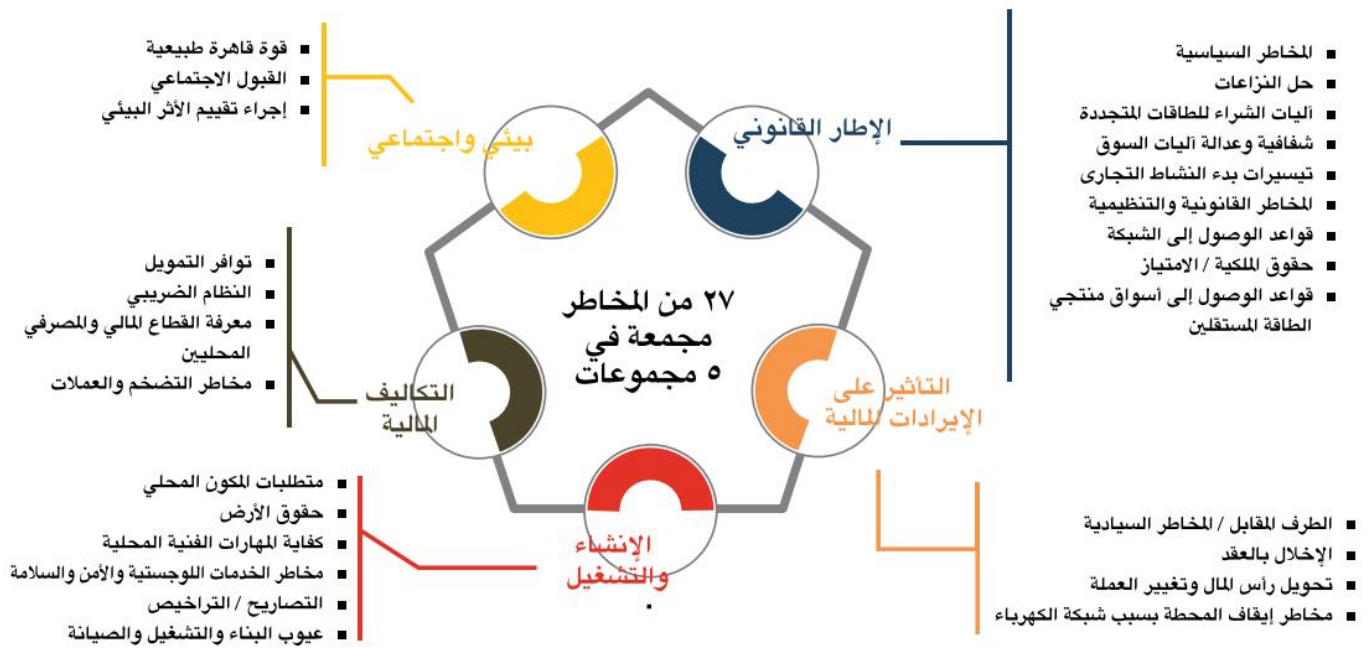 ٢٧ من المخاطر
مجمعة في
٥ مجموعات
الإطار القانوني
المخاطر السياسية
حل النزاعات
آليات الشراء للطاقات المتجددة
شفافية وعدالة آليات السوق
تيسيرات بدء النشاط التجارى
المخاطر القانونية والتنظيمية
قواعد الوصول إلى الشبكة
حقوق الملكية / الامتياز
قواعد الوصول إلى أسواق منتجي
الطاقة المستقلين
التأثير على
الإيرادات المالية
الطرف المقابل / المخاطر السيادية
الإخلال بالعقد
تحويل رأس المال وتغيير العملة
مخاطر إيقاف المحطة بسبب شبكة الكهرباء
الإنشاء
والتشغيل
متطلبات المكون المحلي
حقوق الأرض
كفاية المهارات الفنية المحلية
مخاطر الخدمات اللوجستية والأمن والسلامة
التصاريح / التراخيص
عيوب البناء والتشغيل والصيانة
التكاليف
المالية
توافر التمويل
النظام الضريبي
معرفة القطاع المالي والمصرفي
المحليين
مخاطر التضخم والعملات
بيئي واجتماعي
قوة قاهرة طبيعية
القبول الاجتماعي
إجراء تقييم الأثر البيئي